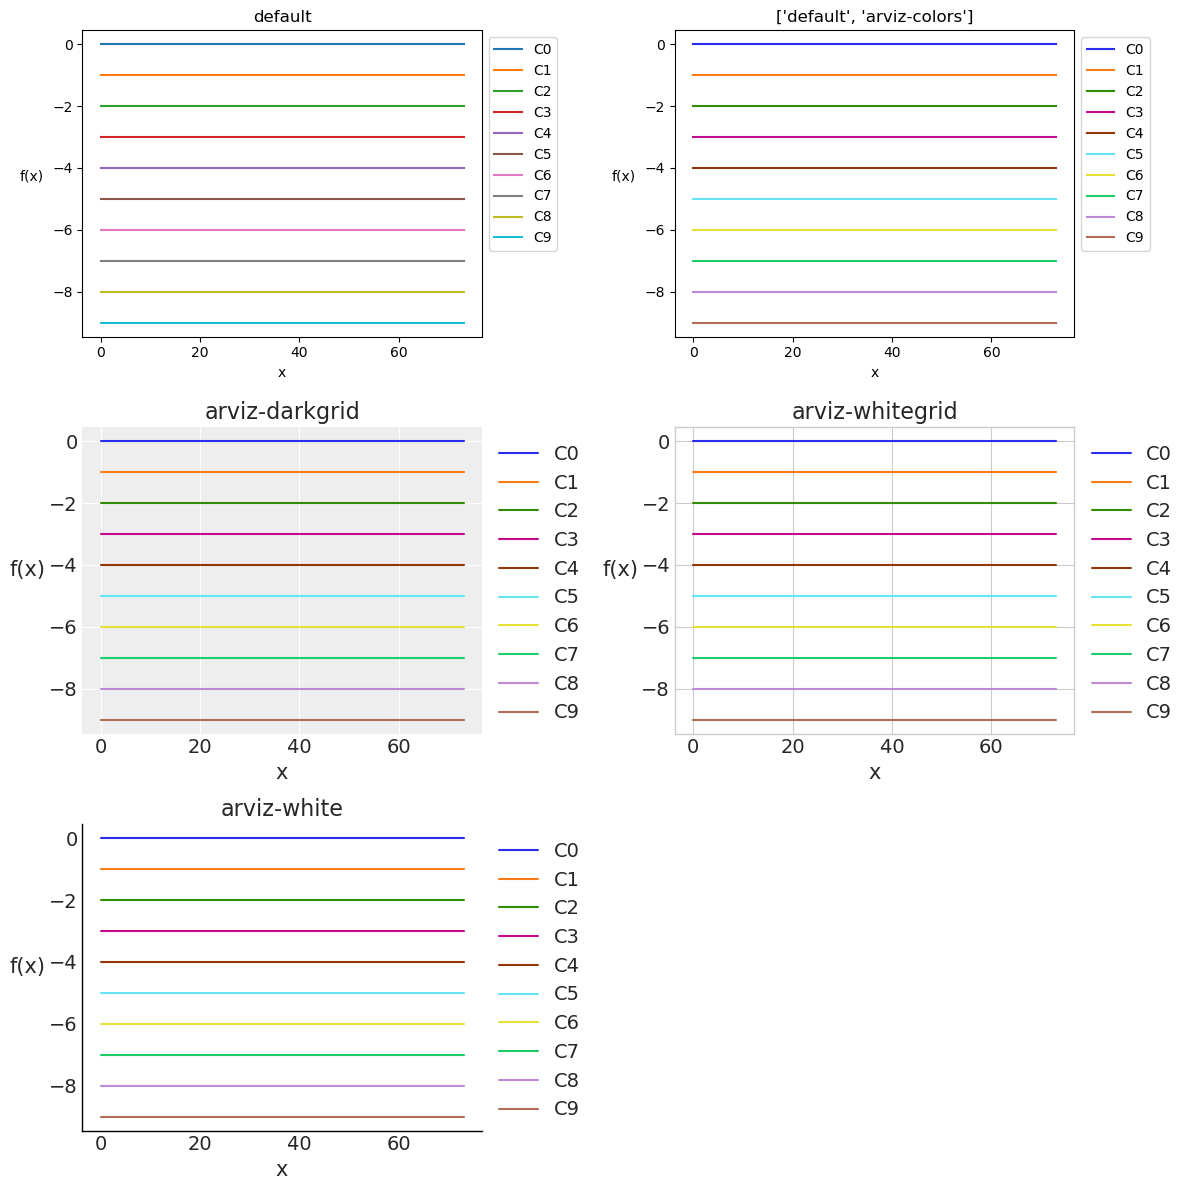 default
0
−2
−4
−6
−8
f(x)
0 20 40 60
x
C0
C1
C2
C3
C4
C5
C6
C7
C8
C9
['default', 'arviz-colors']
0
−2
−4
−6
−8
f(x)
0 20 40 60
x
C0
C1
C2
C3
C4
C5
C6
C7
C8
C9
arviz-darkgrid
0
−2
−4
−6
−8
f(x)
0 20 40 60
x
C0
C1
C2
C3
C4
C5
C6
C7
C8
C9
arviz-whitegrid
0
−2
−4
−6
−8
f(x)
0 20 40 60
x
C0
C1
C2
C3
C4
C5
C6
C7
C8
C9
arviz-white
0
−2
−4
−6
−8
f(x)
0 20 40 60
x
C0
C1
C2
C3
C4
C5
C6
C7
C8
C9